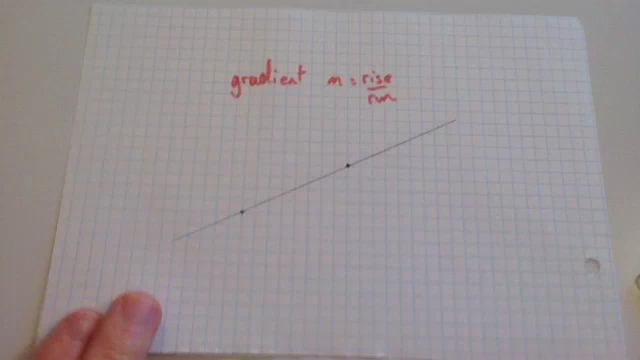 gradient m = rise
run